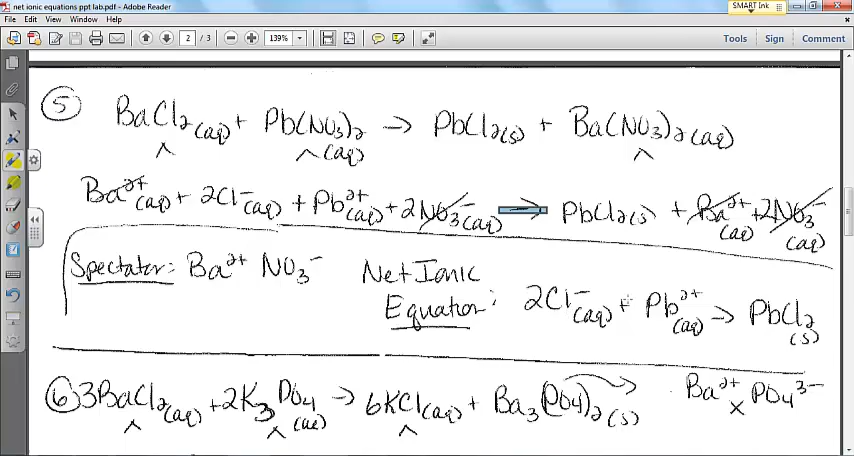 net ionic equations ppt lab.pdf - Adobe Reader
SMART Ink
File Edit View Window Help
2 / 3 139% Tools Sign Comment
5 BaCl2(aq) + Pb(NO3)2(aq) → PbCl2(s) + Ba(NO3)2(aq)
Ba2+(aq) + 2Cl-(aq) + Pb2+(aq) + 2NO3-(aq) → PbCl2(s) + Ba2+(aq) + 2NO3-(aq)
Spectator: Ba2+ NO3-
Net Ionic
Equation: 2Cl-(aq) + Pb2+(aq) → PbCl2(s)
6 3BaCl2(aq) + 2K3PO4(aq) → 6KCl(aq) + Ba3(PO4)2(s) Ba2+ PO43-